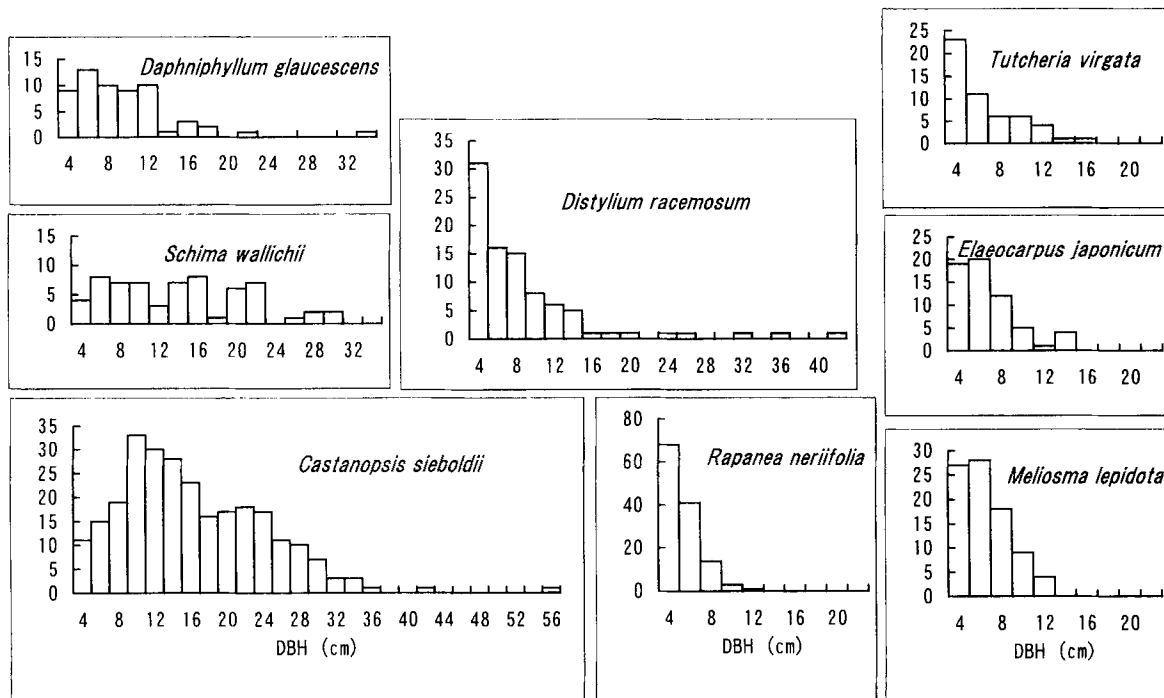 Daphniphyllum glaucescens
15
10
5
0
4 8 12 16 20 24 28 32
Schima wallichii
15
10
5
0
4 8 12 16 20 24 28 32
Castanopsis sieboldii
35
30
25
20
15
10
5
0
4 8 12 16 20 24 28 32 36 40 44 48 52 56
DBH (cm)
Distylium racemosum
35
30
25
20
15
10
5
0
4 8 12 16 20 24 28 32 36 40
Rapanea neriifolia
80
60
40
20
0
4 8 12 16 20
DBH (cm)
Tutcheria virgata
25
20
15
10
5
0
4 8 12 16 20
Elaeocarpus japonicum
25
20
15
10
5
0
4 8 12 16 20
Meliosma lepidota
30
25
20
15
10
5
0
4 8 12 16 20
DBH (cm)